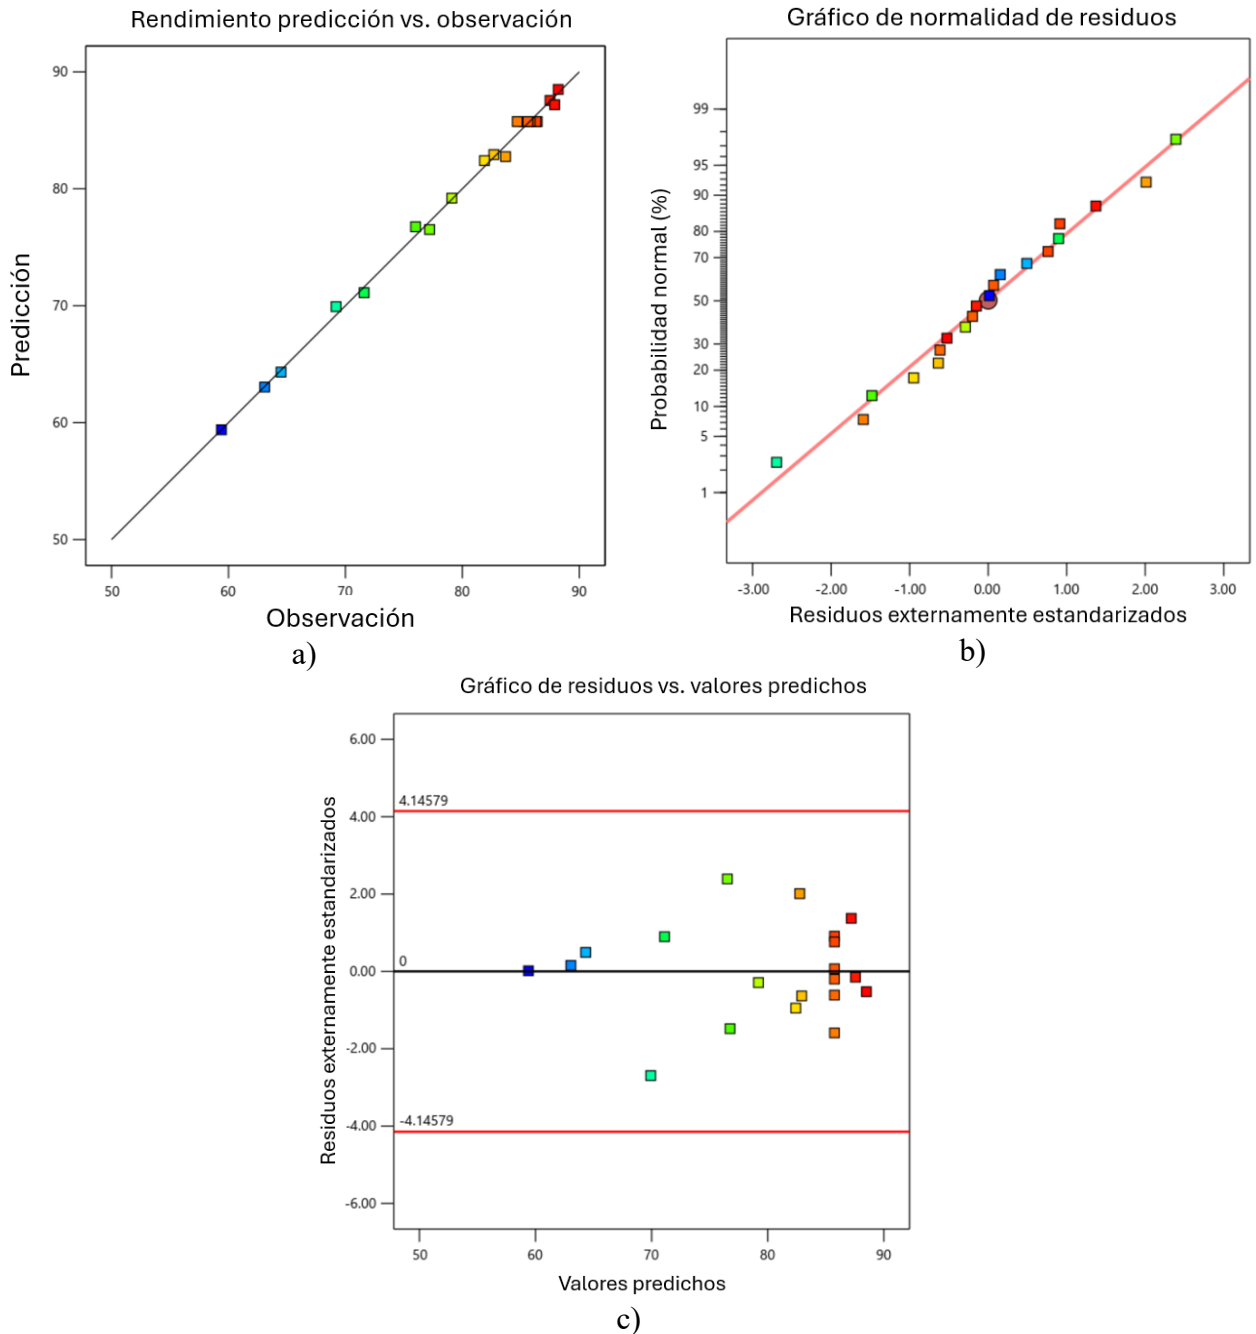 Rendimiento predicción vs. observación
90
80
70
60
50
Predicción
50 60 70 80 90
Observación
a)
Gráfico de normalidad de residuos
99
95
90
80
70
50
30
20
10
5
1
Probabilidad normal (%)
-3.00 -2.00 -1.00 0.00 1.00 2.00 3.00
Residuos externamente estandarizados
b)
Gráfico de residuos vs. valores predichos
6.00
4.14579
4.00
2.00
0
0.00
-2.00
-4.14579
-4.00
-6.00
Residuos externamente estandarizados
50 60 70 80 90
Valores predichos
c)